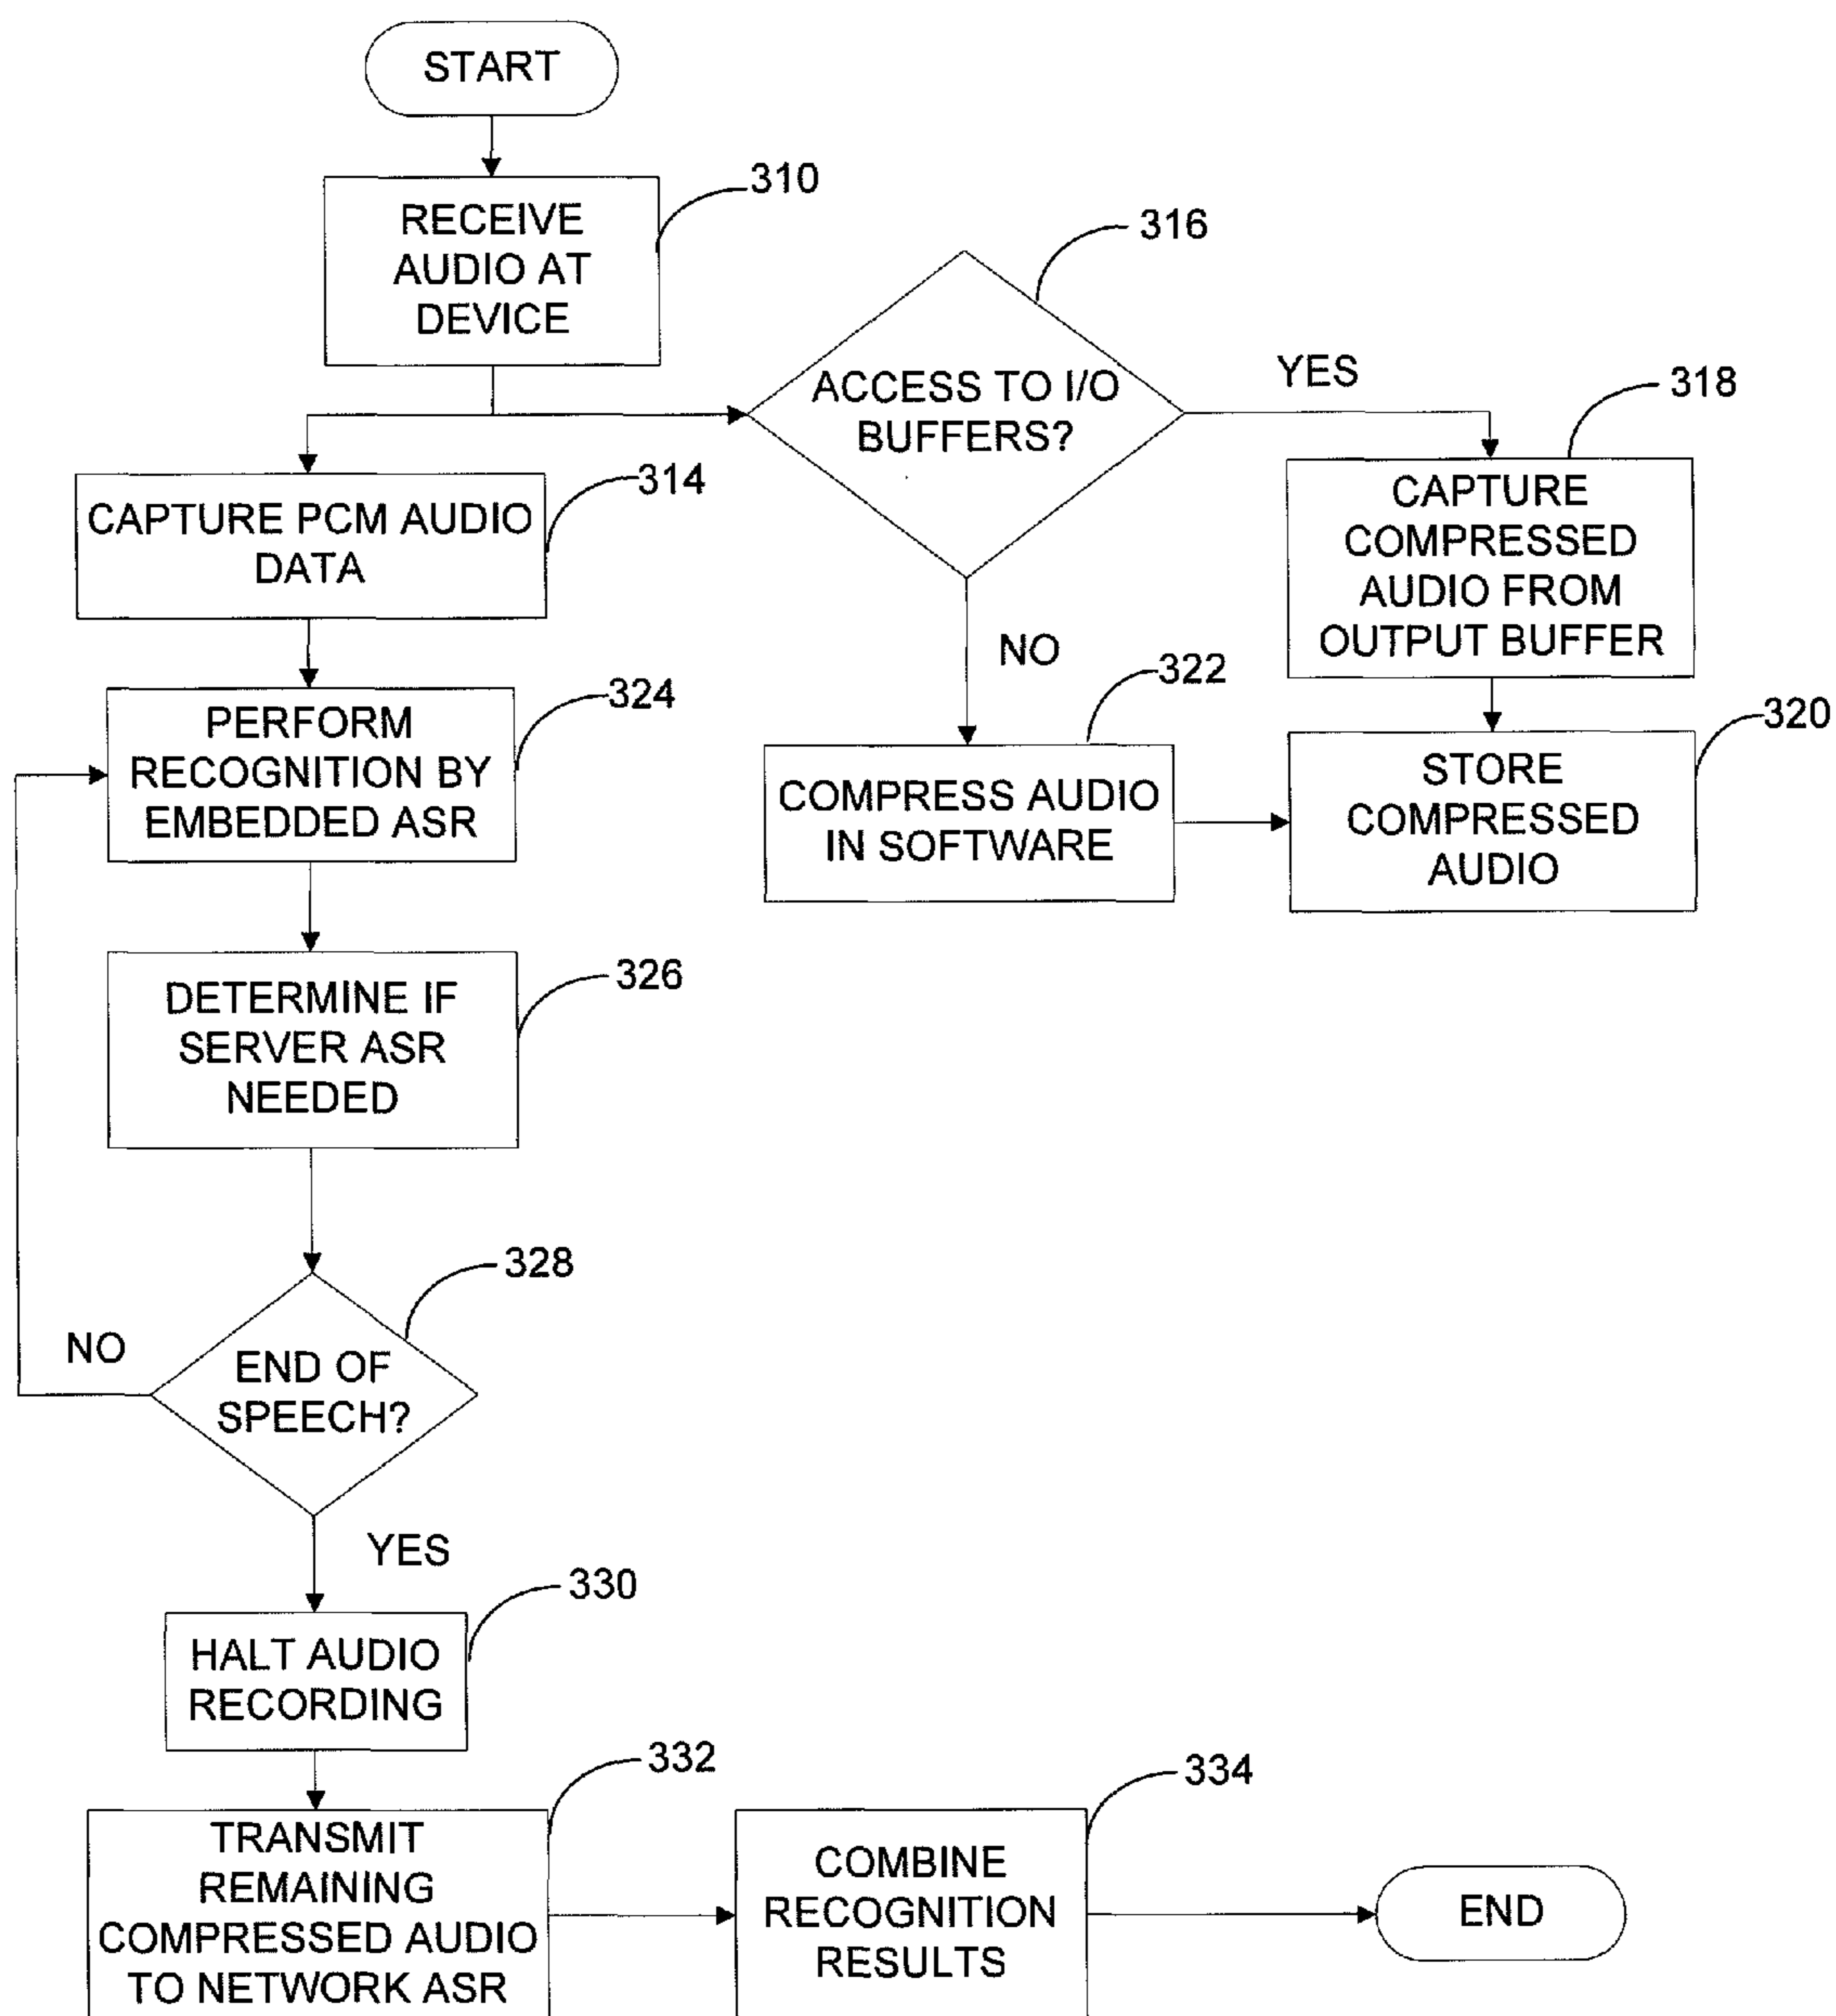 START
310
RECEIVE
AUDIO AT
DEVICE
316
ACCESS TO I/O
BUFFERS?
YES
318
CAPTURE
COMPRESSED
AUDIO FROM
OUTPUT BUFFER
314
CAPTURE PCM AUDIO
DATA
NO
322
COMPRESS AUDIO
IN SOFTWARE
320
STORE
COMPRESSED
AUDIO
324
PERFORM
RECOGNITION BY
EMBEDDED ASR
326
DETERMINE IF
SERVER ASR
NEEDED
328
NO
END OF
SPEECH?
YES
330
HALT AUDIO
RECORDING
332
TRANSMIT
REMAINING
COMPRESSED AUDIO
TO NETWORK ASR
334
COMBINE
RECOGNITION
RESULTS
END